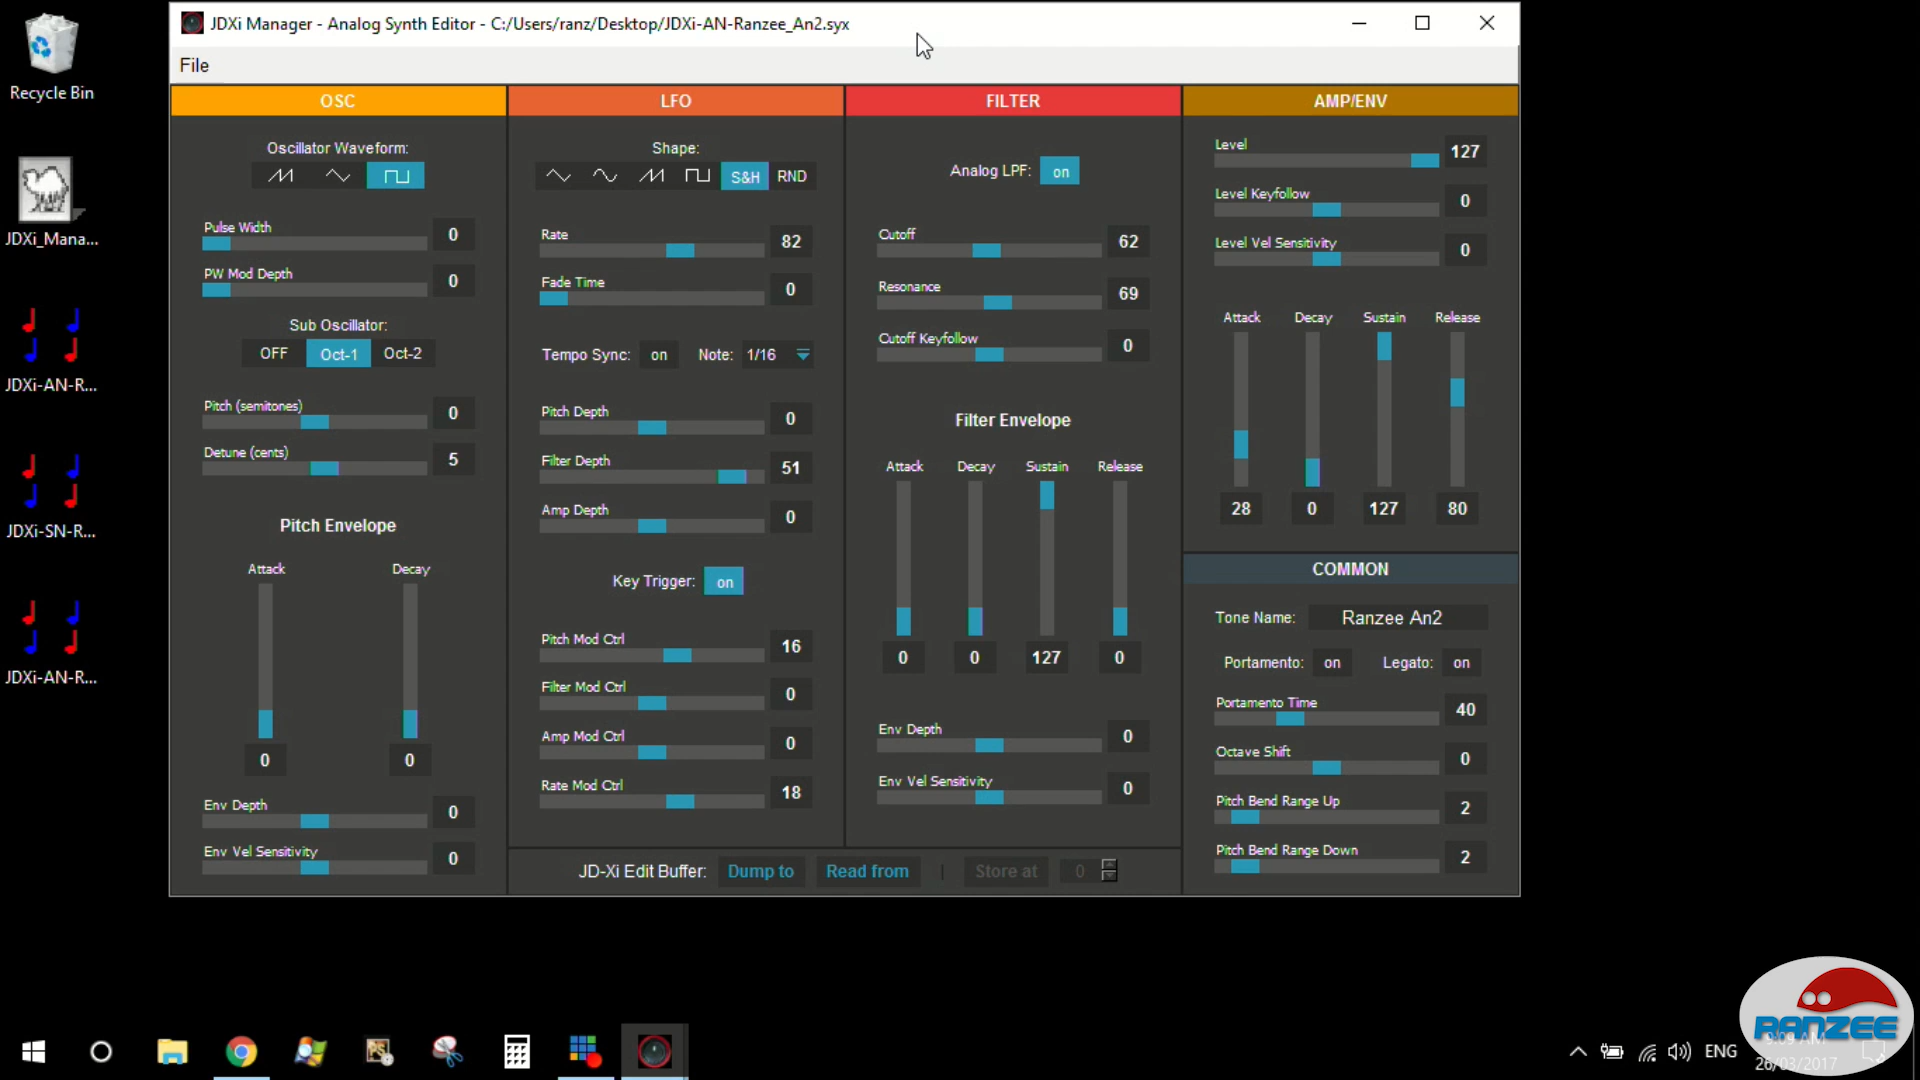 JDXi Manager - Analog Synth Editor - C:/Users/ranz/Desktop/JDXi-AN-Ranzee_An2.syx
File
Recycle Bin
JDXi_Mana...
JDXi-AN-R...
JDXi-SN-R...
JDXi-AN-R...
OSC
Oscillator Waveform:
Pulse Width
0
PW Mod Depth
0
Sub Oscillator:
OFF Oct-1 Oct-2
Pitch (semitones)
0
Detune (cents)
5
Pitch Envelope
Attack Decay
0 0
Env Depth
0
Env Vel Sensitivity
0
LFO
Shape:
S&H RND
Rate
82
Fade Time
0
Tempo Sync: on Note: 1/16
Pitch Depth
0
Filter Depth
51
Amp Depth
0
Key Trigger: on
Pitch Mod Ctrl
16
Filter Mod Ctrl
0
Amp Mod Ctrl
0
Rate Mod Ctrl
18
FILTER
Analog LPF: on
Cutoff
62
Resonance
69
Cutoff Keyfollow
0
Filter Envelope
Attack Decay Sustain Release
0 0 127 0
Env Depth
0
Env Vel Sensitivity
0
JD-Xi Edit Buffer: Dump to Read from | Store at 0
AMP/ENV
Level
127
Level Keyfollow
0
Level Vel Sensitivity
0
Attack Decay Sustain Release
28 0 127 80
COMMON
Tone Name: Ranzee An2
Portamento: on Legato: on
Portamento Time
40
Octave Shift
0
Pitch Bend Range Up
2
Pitch Bend Range Down
2
RANZEE
PS
ENG
9:09 AM
26/03/2017